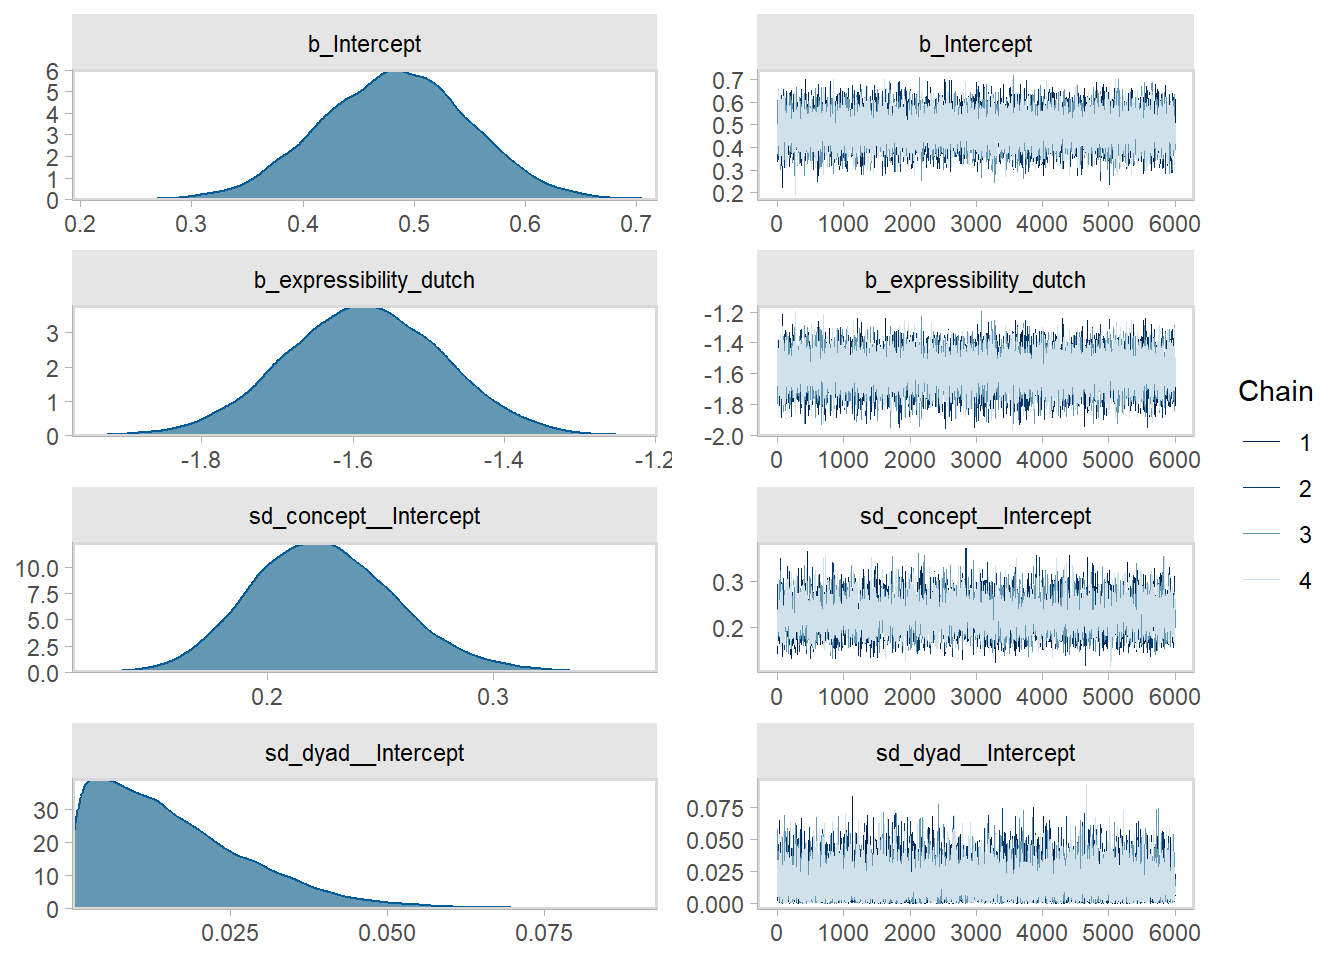 b_Intercept
6
5
4
3
2
1
0
0.2 0.3 0.4 0.5 0.6 0.7
b_Intercept
0.7
0.6
0.5
0.4
0.3
0.2
0 1000 2000 3000 4000 5000 6000
b_expressibility_dutch
3
2
1
0
-1.8 -1.6 -1.4 -1.2
b_expressibility_dutch
-1.2
-1.4
-1.6
-1.8
-2.0
0 1000 2000 3000 4000 5000 6000
sd_concept__Intercept
10.0
7.5
5.0
2.5
0.0
0.2 0.3
sd_concept__Intercept
0.3
0.2
0 1000 2000 3000 4000 5000 6000
sd_dyad__Intercept
30
20
10
0
0.025 0.050 0.075
sd_dyad__Intercept
0.075
0.050
0.025
0.000
0 1000 2000 3000 4000 5000 6000
Chain
1
2
3
4